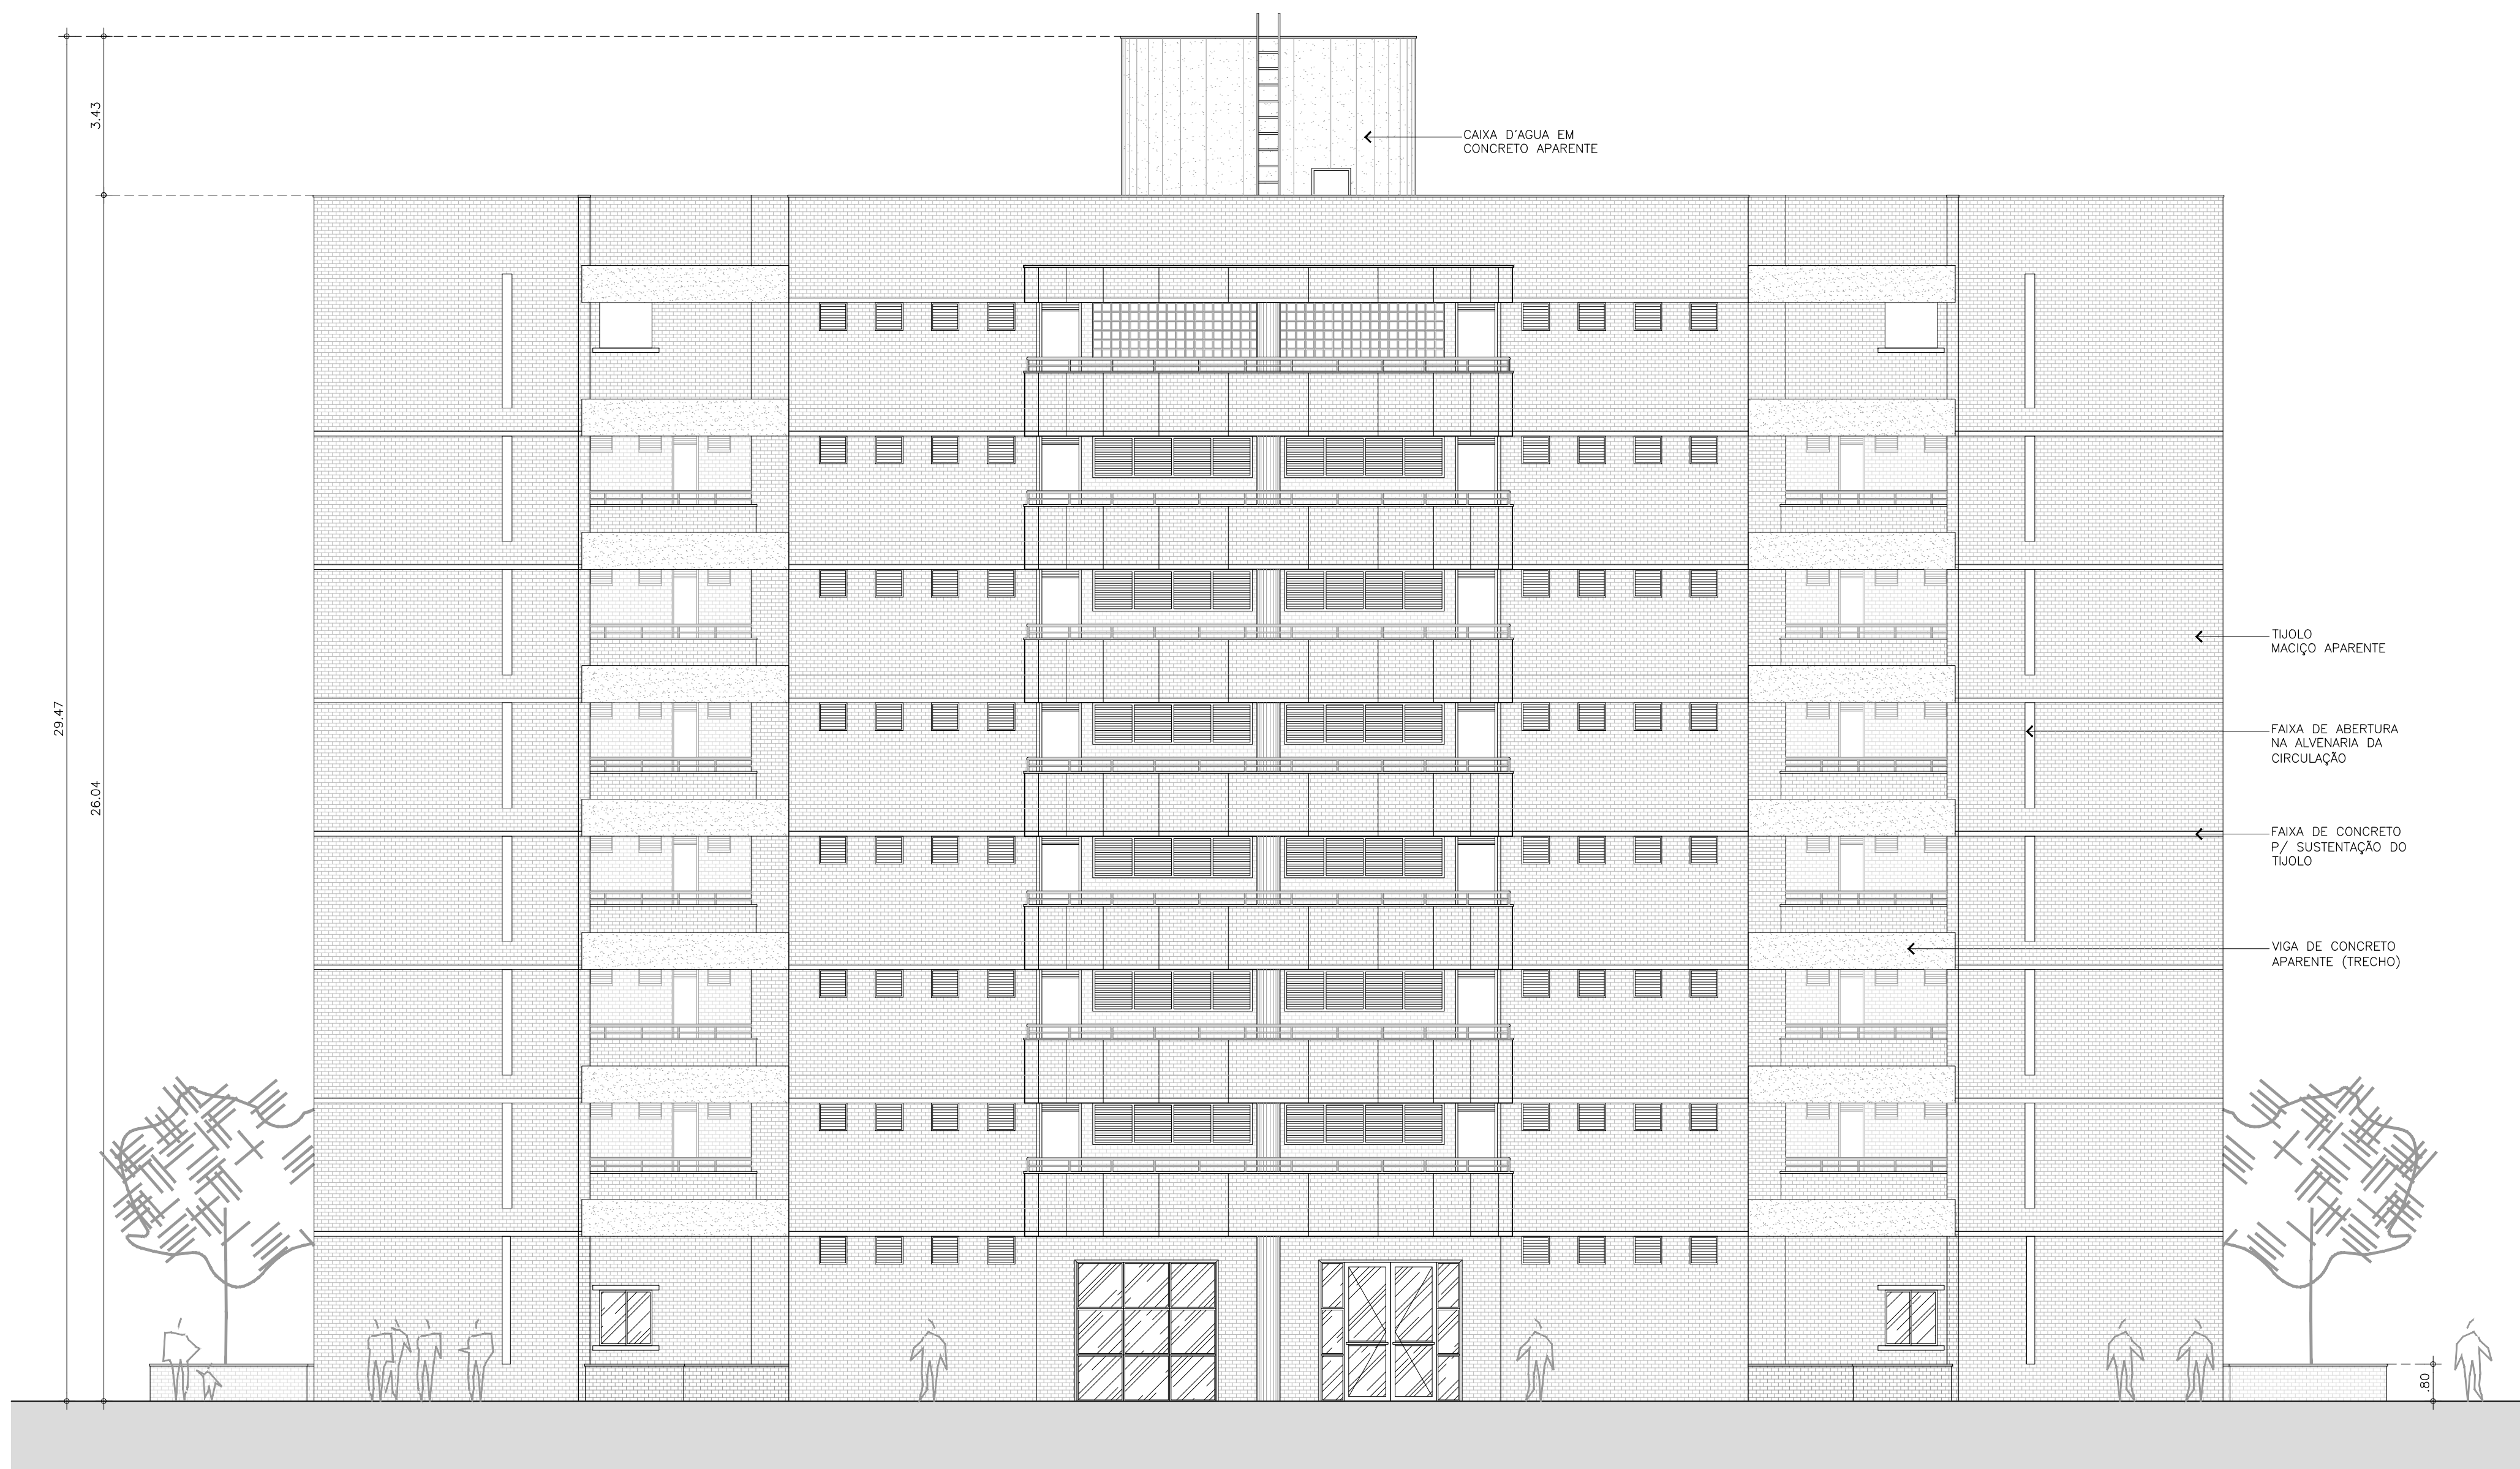 3.43
CAIXA D'AGUA EM
CONCRETO APARENTE
TIJOLO
MACIÇO APARENTE
29.47
FAIXA DE ABERTURA
NA ALVENARIA DA
CIRCULAÇÃO
26.04
FAIXA DE CONCRETO
P/ SUSTENTAÇÃO DO
TIJOLO
VIGA DE CONCRETO
APARENTE (TRECHO)
.80